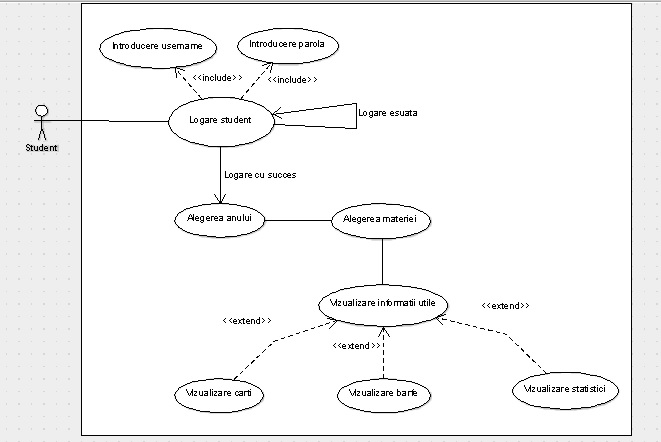 Introducere username
Introducere parola
<<include>>
<<include>>
Logare student
Logare esuata
Student
Logare cu succes
Alegerea anului
Alegerea materiei
Vizualizare informatii utile
<<extend>>
<<extend>>
<<extend>>
Vizualizare carti
Vizualizare barfe
Vizualizare statistici